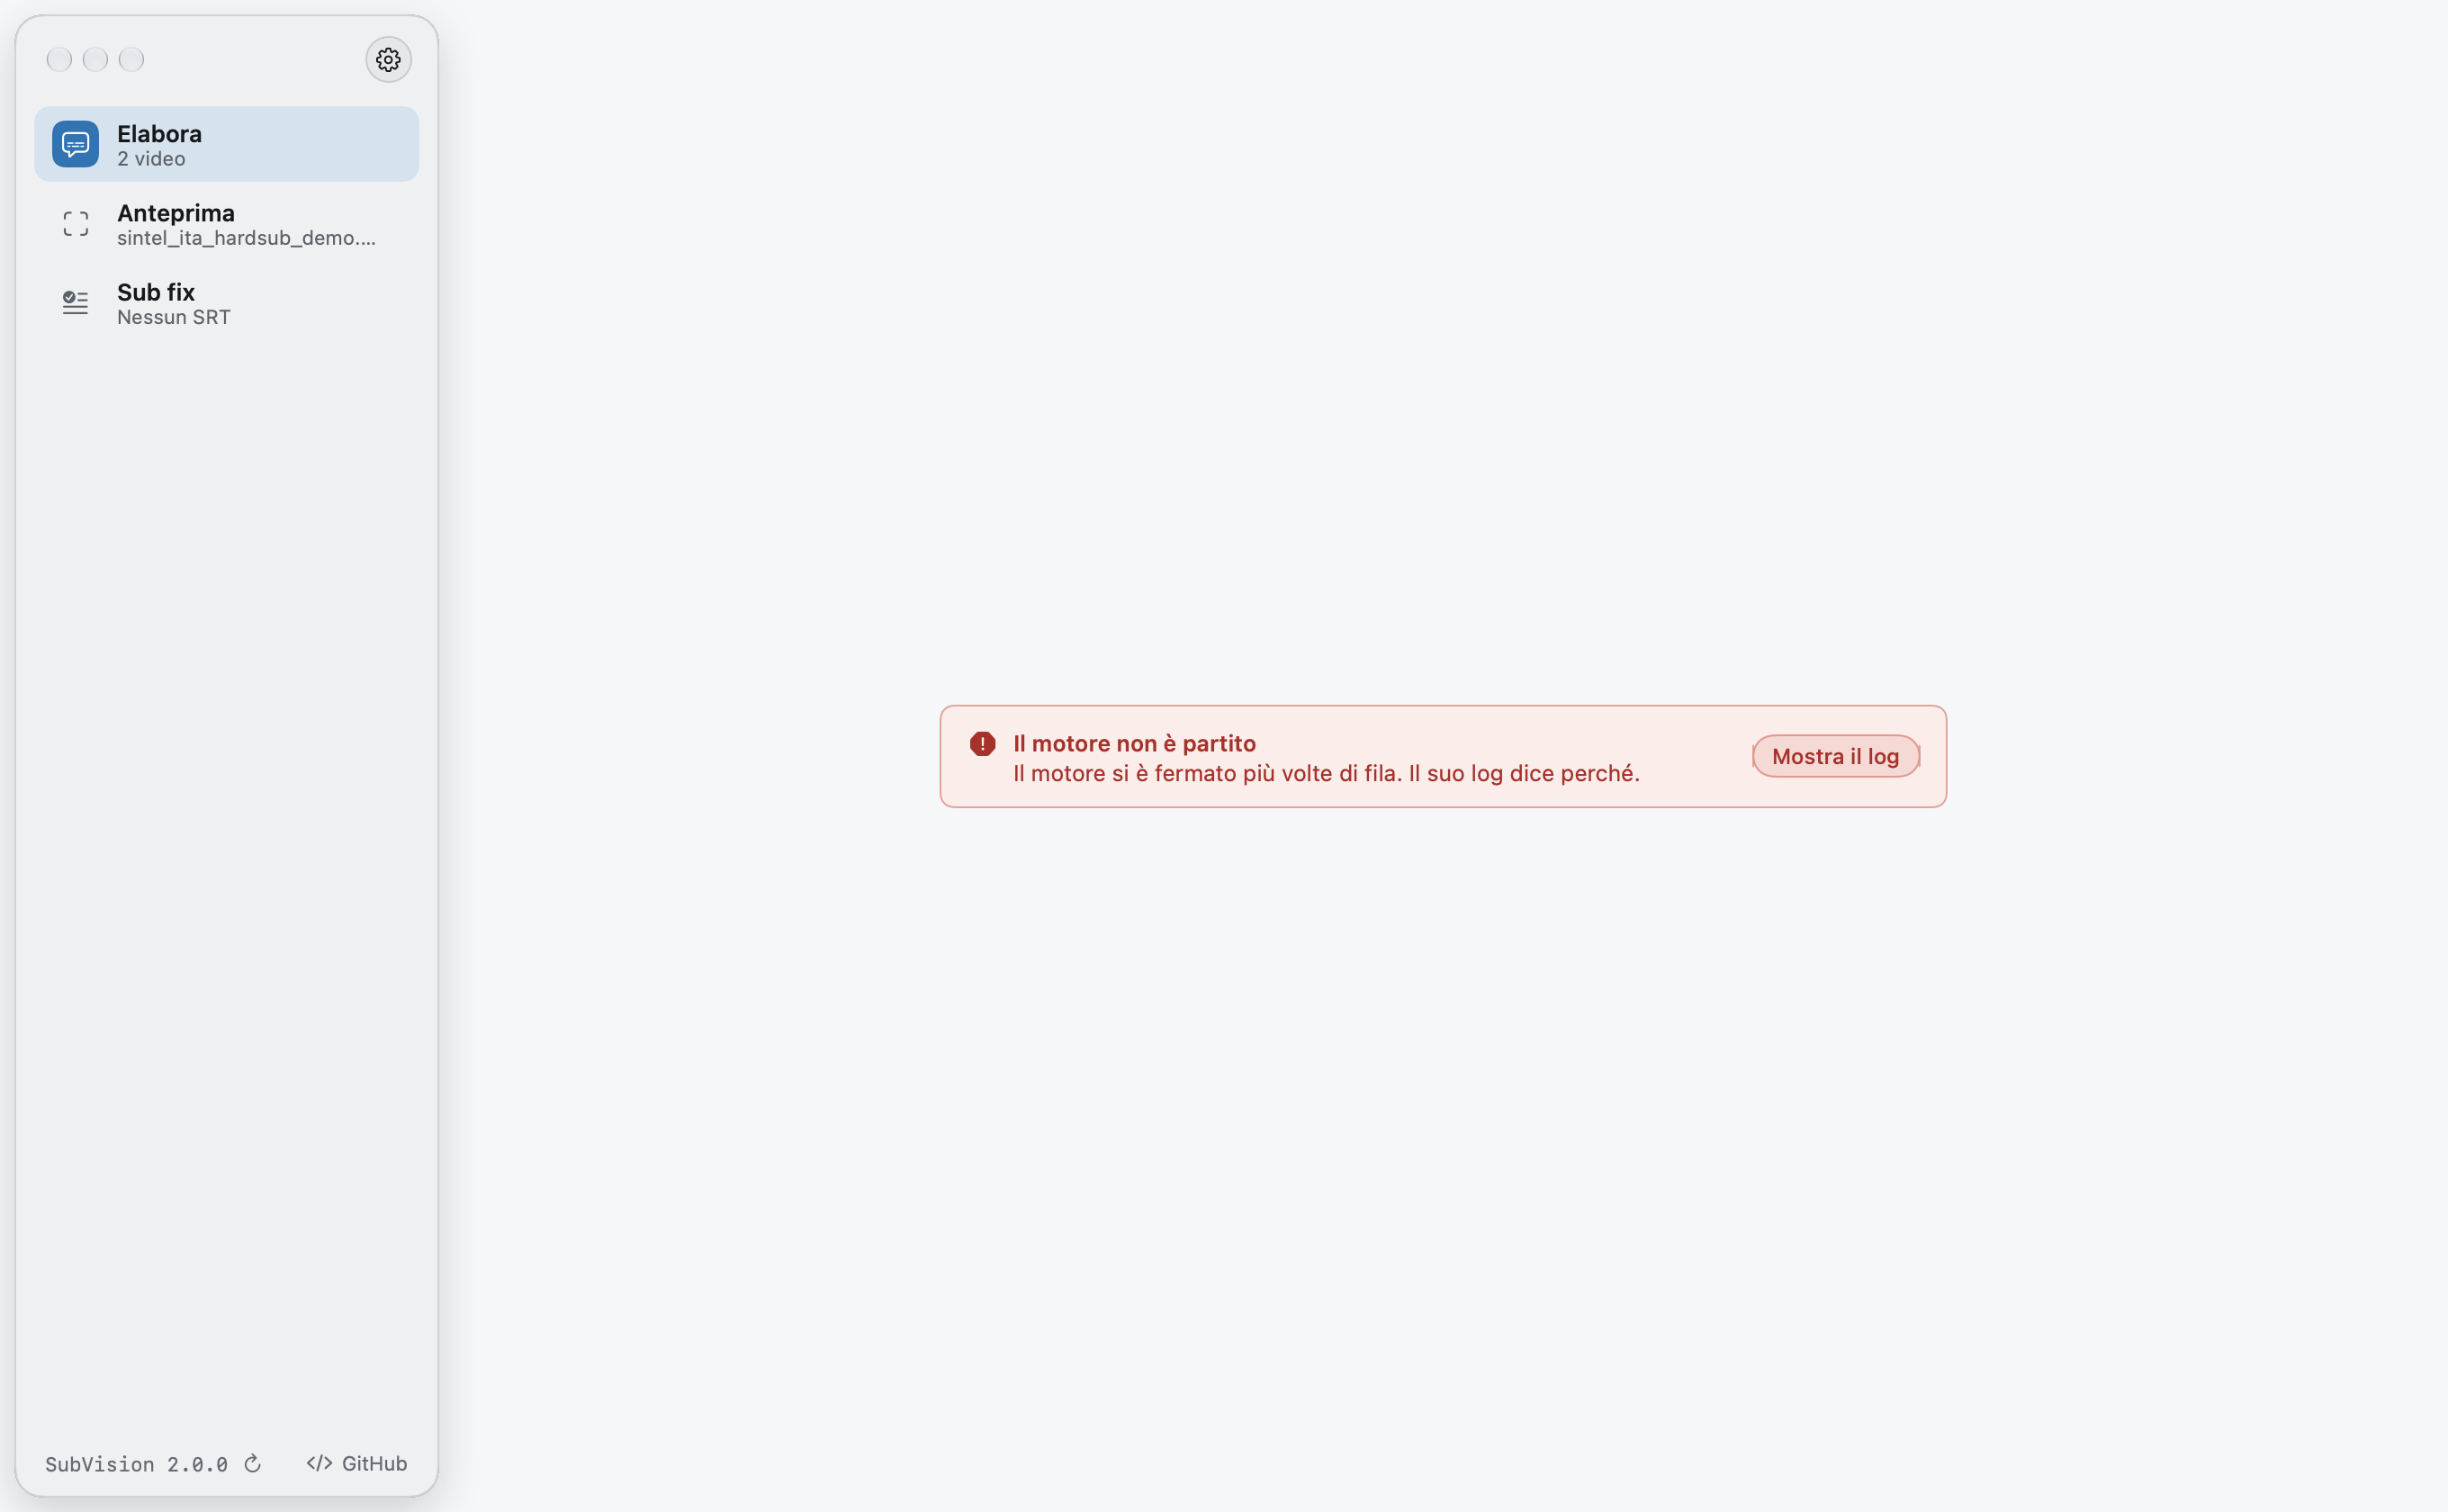 Elabora
2 video
Anteprima
sintel_ita_hardsub_demo....
Sub fix
Nessun SRT
Il motore non è partito
Il motore si è fermato più volte di fila. Il suo log dice perché.
Mostra il log
SubVision 2.0.0
</> GitHub